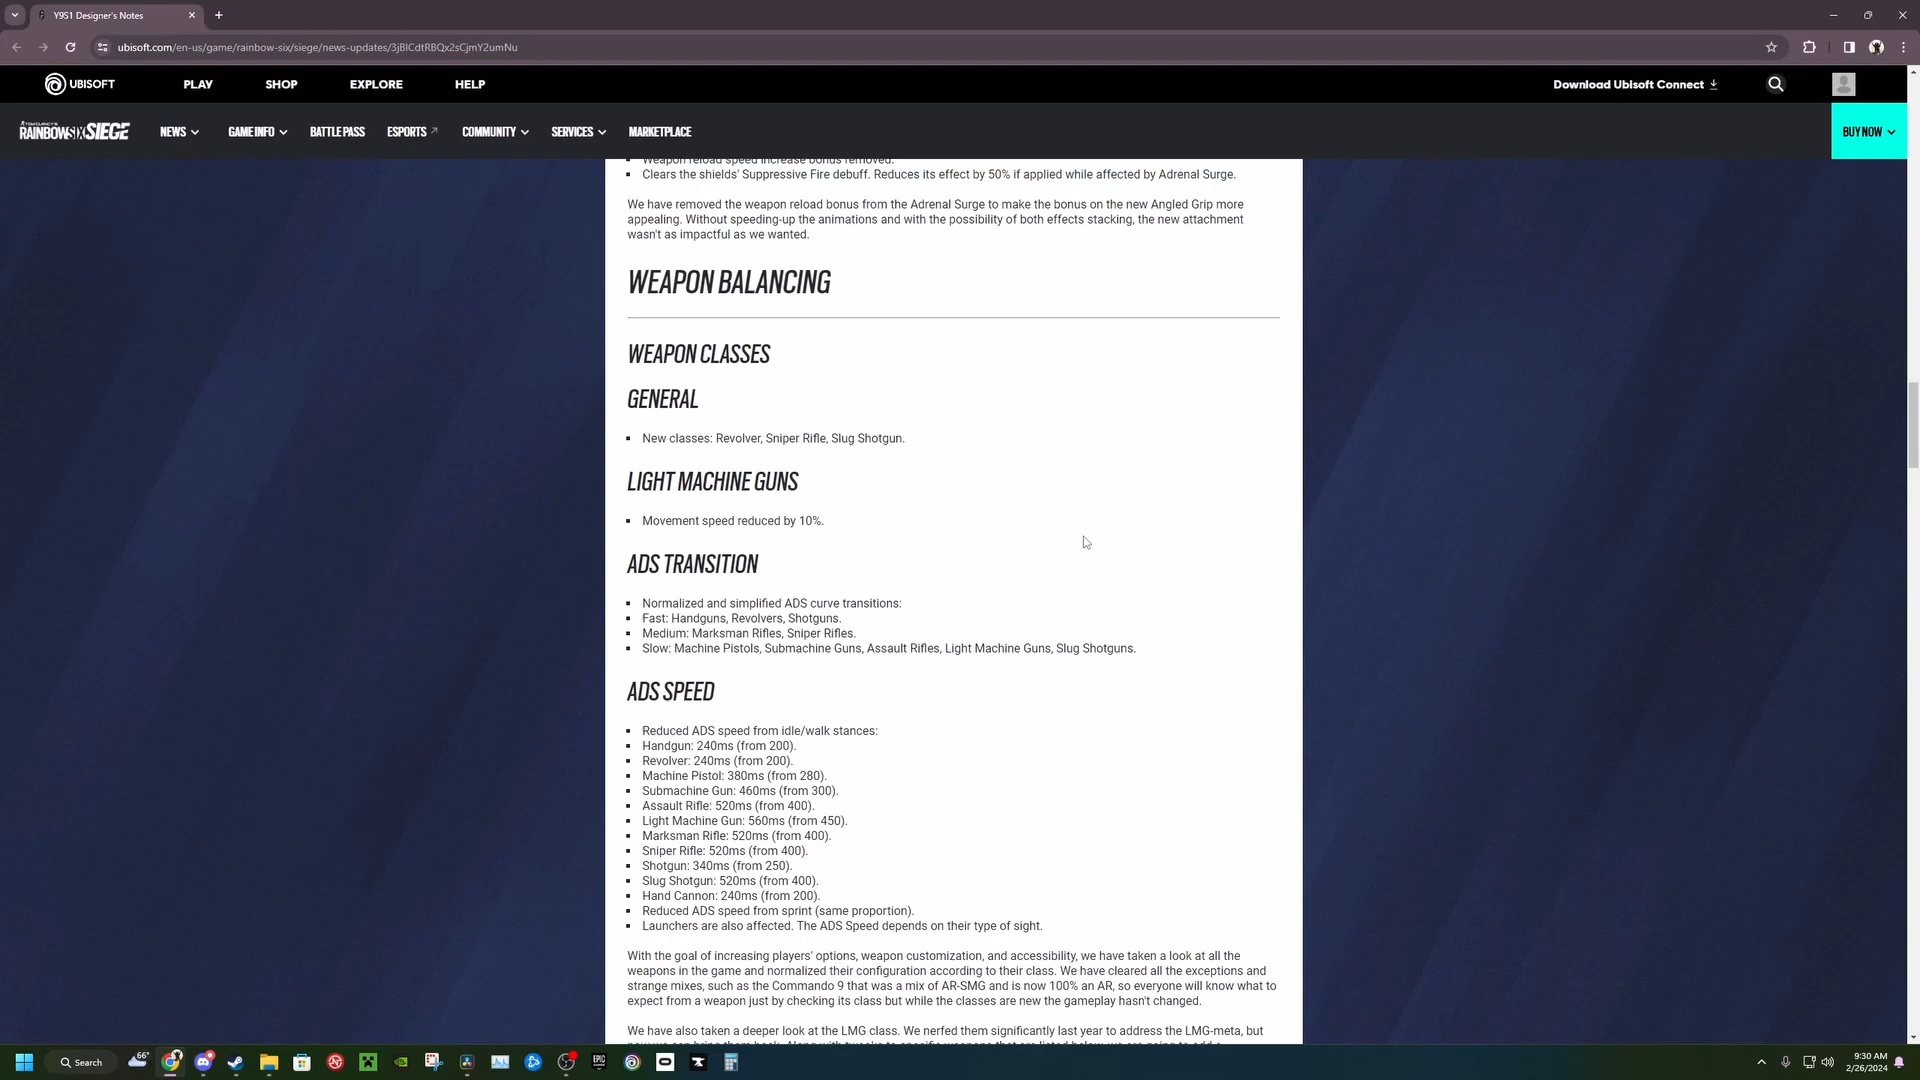 Y9S1 Designer's Notes
ubisoft.com/en-us/game/rainbow-six/siege/news-updates/3jBlCdtRBQx2sCjmY2umNu
UBISOFT PLAY SHOP EXPLORE HELP Download Ubisoft Connect
RAINBOWSIX SIEGE NEWS GAME INFO BATTLE PASS ESPORTS COMMUNITY SERVICES MARKETPLACE BUY NOW
Weapon reload speed increase bonus removed.
Clears the shields' Suppressive Fire debuff. Reduces its effect by 50% if applied while affected by Adrenal Surge.
We have removed the weapon reload bonus from the Adrenal Surge to make the bonus on the new Angled Grip more
appealing. Without speeding-up the animations and with the possibility of both effects stacking, the new attachment
wasn't as impactful as we wanted.
WEAPON BALANCING
WEAPON CLASSES
GENERAL
New classes: Revolver, Sniper Rifle, Slug Shotgun.
LIGHT MACHINE GUNS
Movement speed reduced by 10%.
ADS TRANSITION
Normalized and simplified ADS curve transitions:
Fast: Handguns, Revolvers, Shotguns.
Medium: Marksman Rifles, Sniper Rifles.
Slow: Machine Pistols, Submachine Guns, Assault Rifles, Light Machine Guns, Slug Shotguns.
ADS SPEED
Reduced ADS speed from idle/walk stances:
Handgun: 240ms (from 200).
Revolver: 240ms (from 200).
Machine Pistol: 380ms (from 280).
Submachine Gun: 460ms (from 300).
Assault Rifle: 520ms (from 400).
Light Machine Gun: 560ms (from 450).
Marksman Rifle: 520ms (from 400).
Sniper Rifle: 520ms (from 400).
Shotgun: 340ms (from 250).
Slug Shotgun: 520ms (from 400).
Hand Cannon: 240ms (from 200).
Reduced ADS speed from sprint (same proportion).
Launchers are also affected. The ADS Speed depends on their type of sight.
With the goal of increasing players' options, weapon customization, and accessibility, we have taken a look at all the
weapons in the game and normalized their configuration according to their class. We have cleared all the exceptions and
strange mixes, such as the Commando 9 that was a mix of AR-SMG and is now 100% an AR, so everyone will know what to
expect from a weapon just by checking its class but while the classes are new the gameplay hasn't changed.
We have also taken a deeper look at the LMG class. We nerfed them significantly last year to address the LMG-meta, but
Search 66° 9:30 AM
2/26/2024